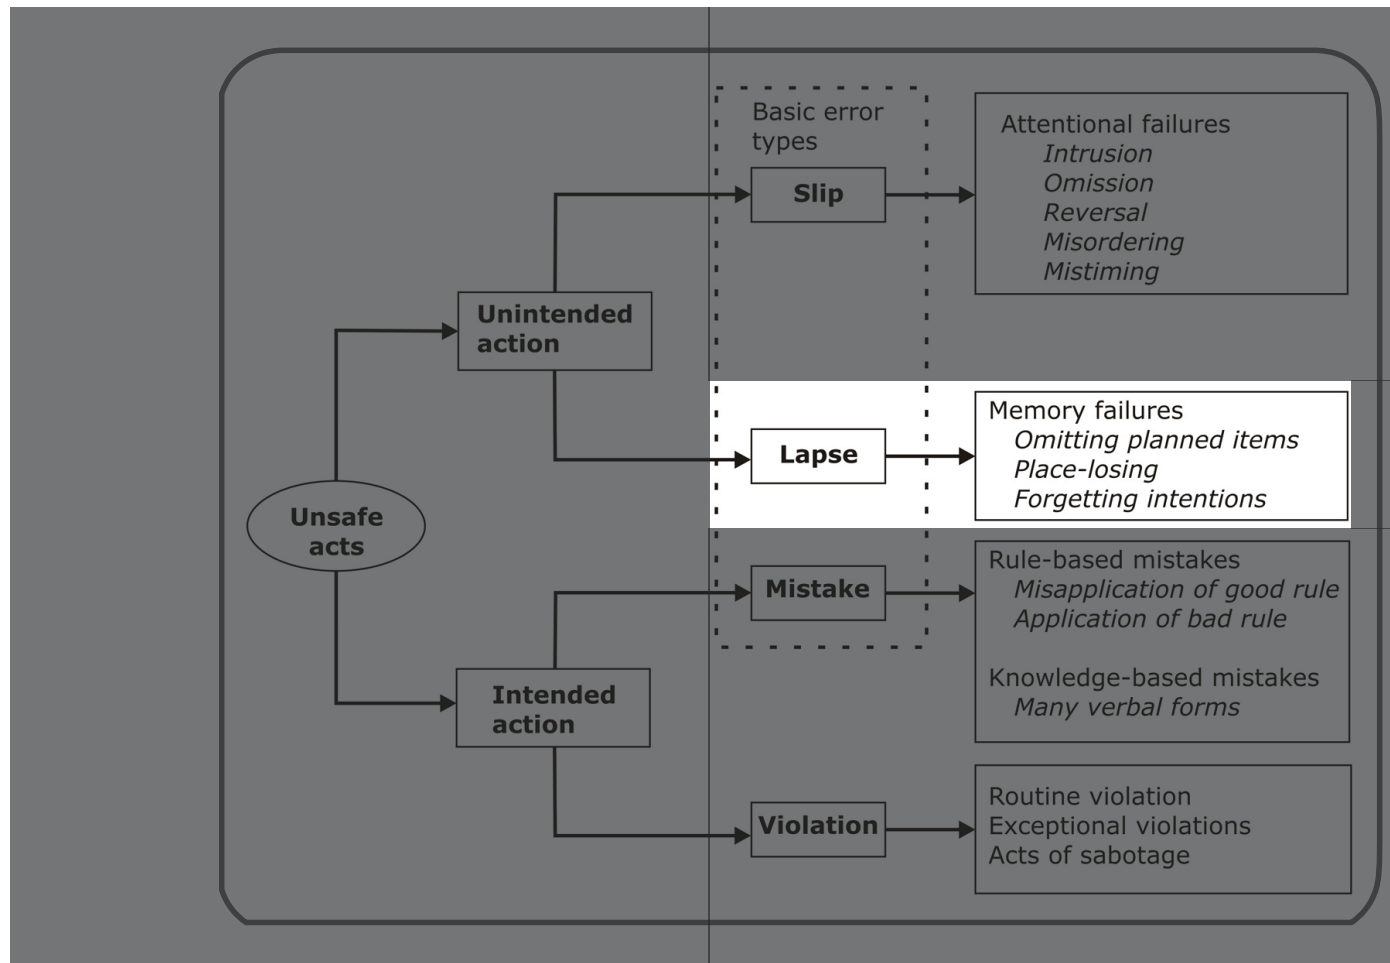 Basic error
types
Slip
Attentional failures
Intrusion
Omission
Reversal
Misordering
Mistiming
Unintended
action
Lapse
Memory failures
Omitting planned items
Place-losing
Forgetting intentions
Unsafe
acts
Mistake
Rule-based mistakes
Misapplication of good rule
Application of bad rule
Knowledge-based mistakes
Many verbal forms
Intended
action
Violation
Routine violation
Exceptional violations
Acts of sabotage